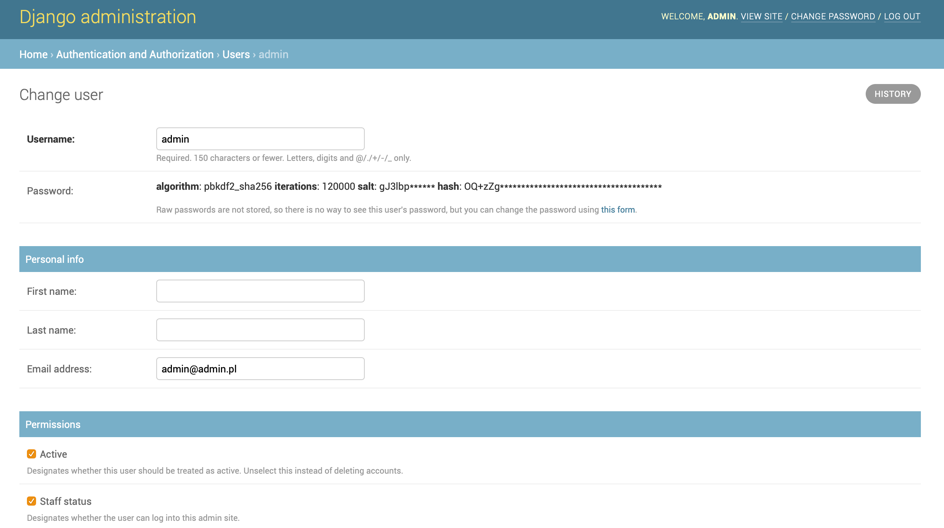 Django administration
WELCOME, ADMIN. VIEW SITE / CHANGE PASSWORD / LOG OUT
Home › Authentication and Authorization › Users › admin
Change user
HISTORY
Username:
admin
Required. 150 characters or fewer. Letters, digits and @/./+/-/_ only.
Password:
algorithm: pbkdf2_sha256 iterations: 120000 salt: gJ3lbp****** hash: OQ+zZg**************************************
Raw passwords are not stored, so there is no way to see this user's password, but you can change the password using this form.
Personal info
First name:
Last name:
Email address:
admin@admin.pl
Permissions
Active
Designates whether this user should be treated as active. Unselect this instead of deleting accounts.
Staff status
Designates whether the user can log into this admin site.